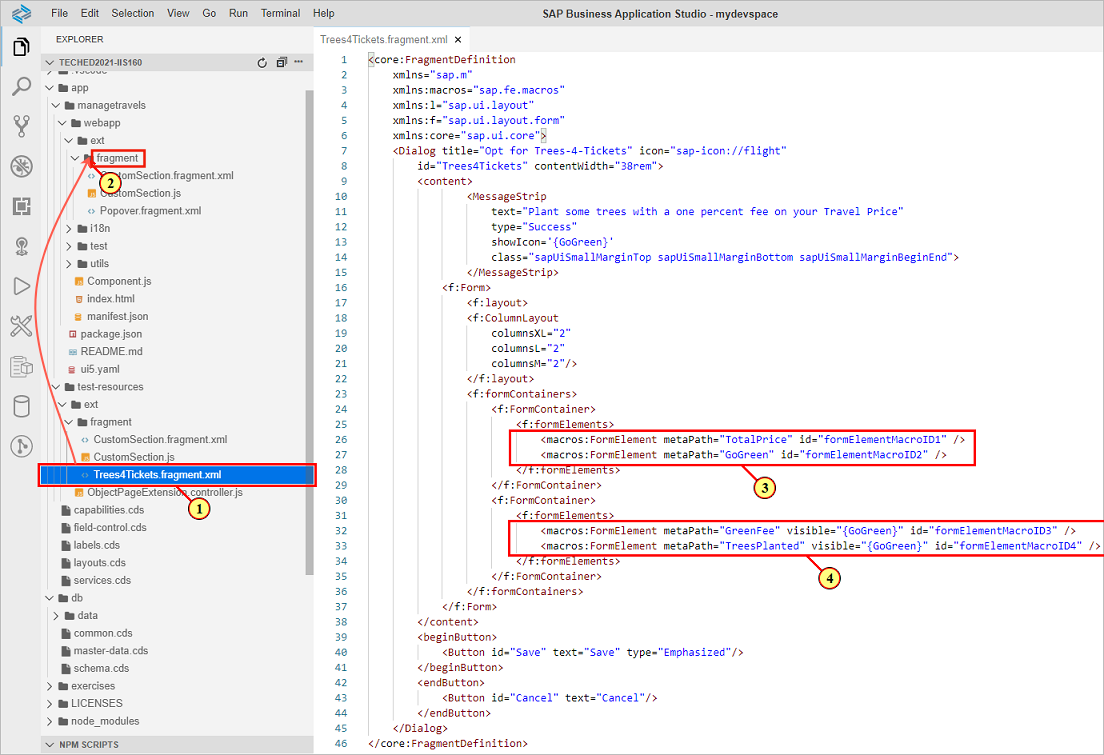 File Edit Selection View Go Run Terminal Help SAP Business Application Studio - mydevspace
EXPLORER
TECHED2021-IIS160
.vscode
app
managetravels
webapp
ext
fragment
2
CustomSection.fragment.xml
CustomSection.js
Popover.fragment.xml
i18n
test
utils
Component.js
index.html
manifest.json
package.json
README.md
ui5.yaml
test-resources
ext
fragment
CustomSection.fragment.xml
CustomSection.js
Trees4Tickets.fragment.xml
1
ObjectPageExtension.controller.js
capabilities.cds
field-control.cds
labels.cds
layouts.cds
services.cds
db
data
common.cds
master-data.cds
schema.cds
exercises
LICENSES
node_modules
NPM SCRIPTS
Trees4Tickets.fragment.xml ×
1 <core:FragmentDefinition
2 xmlns="sap.m"
3 xmlns:macros="sap.fe.macros"
4 xmlns:l="sap.ui.layout"
5 xmlns:f="sap.ui.layout.form"
6 xmlns:core="sap.ui.core">
7 <Dialog title="Opt for Trees-4-Tickets" icon="sap-icon://flight"
8 id="Trees4Tickets" contentWidth="38rem">
9 <content>
10 <MessageStrip
11 text="Plant some trees with a one percent fee on your Travel Price"
12 type="Success"
13 showIcon='{GoGreen}'
14 class="sapUiSmallMarginTop sapUiSmallMarginBottom sapUiSmallMarginBeginEnd">
15 </MessageStrip>
16 <f:Form>
17 <f:layout>
18 <f:ColumnLayout
19 columnsXL="2"
20 columnsL="2"
21 columnsM="2"/>
22 </f:layout>
23 <f:formContainers>
24 <f:FormContainer>
25 <f:formElements>
26 <macros:FormElement metaPath="TotalPrice" id="formElementMacroID1" />
27 <macros:FormElement metaPath="GoGreen" id="formElementMacroID2" />
28 </f:formElements>
3
29 </f:FormContainer>
30 <f:FormContainer>
31 <f:formElements>
32 <macros:FormElement metaPath="GreenFee" visible="{GoGreen}" id="formElementMacroID3" />
33 <macros:FormElement metaPath="TreesPlanted" visible="{GoGreen}" id="formElementMacroID4" />
34 </f:formElements>
4
35 </f:FormContainer>
36 </f:formContainers>
37 </f:Form>
38 </content>
39 <beginButton>
40 <Button id="Save" text="Save" type="Emphasized"/>
41 </beginButton>
42 <endButton>
43 <Button id="Cancel" text="Cancel"/>
44 </endButton>
45 </Dialog>
46 </core:FragmentDefinition>